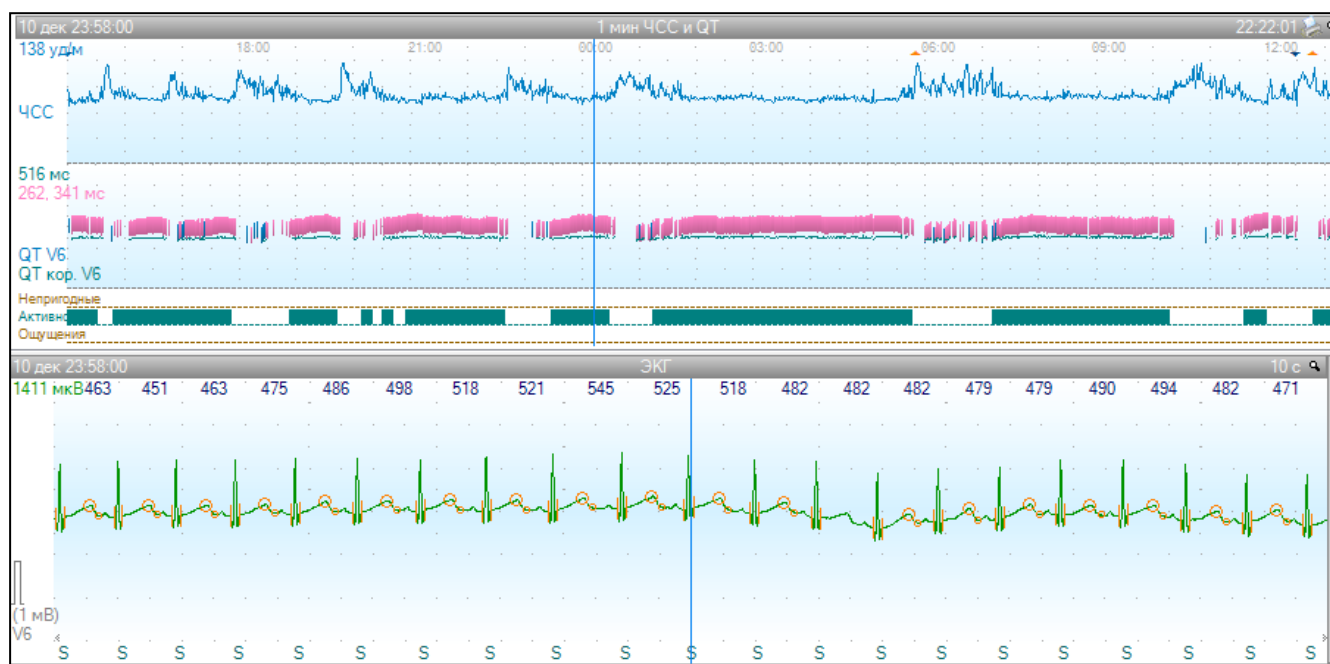 10 дек 23:58:00 1 мин ЧСС и QT 22:22:01
138 уд/м 18:00 21:00 00:00 03:00 06:00 09:00 12:00
ЧСС
516 мс
262, 341 мс
QT V6
QT кор. V6
Непригодные
Активно
Ощущения
10 дек 23:58:00 ЭКГ 10 с
1411 мкВ 463 451 463 475 486 498 518 521 545 525 518 482 482 482 479 479 490 494 482 471
(1 мВ)
V6
S S S S S S S S S S S S S S S S S S S S S